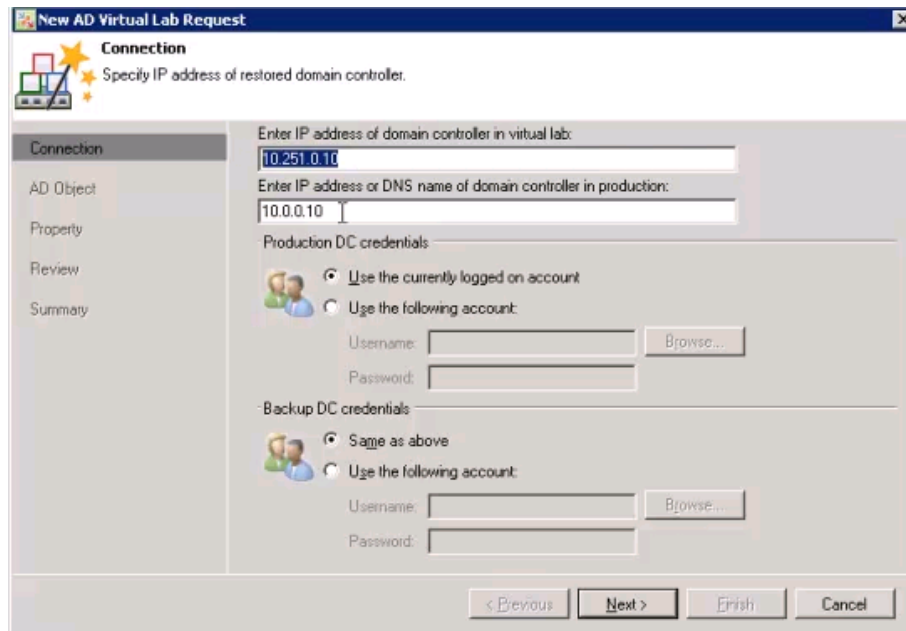 New AD Virtual Lab Request
Connection
Specify IP address of restored domain controller.
Connection
AD Object
Property
Review
Summary
Enter IP address of domain controller in virtual lab:
10.251.0.10
Enter IP address or DNS name of domain controller in production:
10.0.0.10
Production DC credentials
Use the currently logged on account
Use the following account:
Username:
Browse...
Password:
Backup DC credentials
Same as above
Use the following account:
Username:
Browse...
Password:
< Previous
Next >
Finish
Cancel